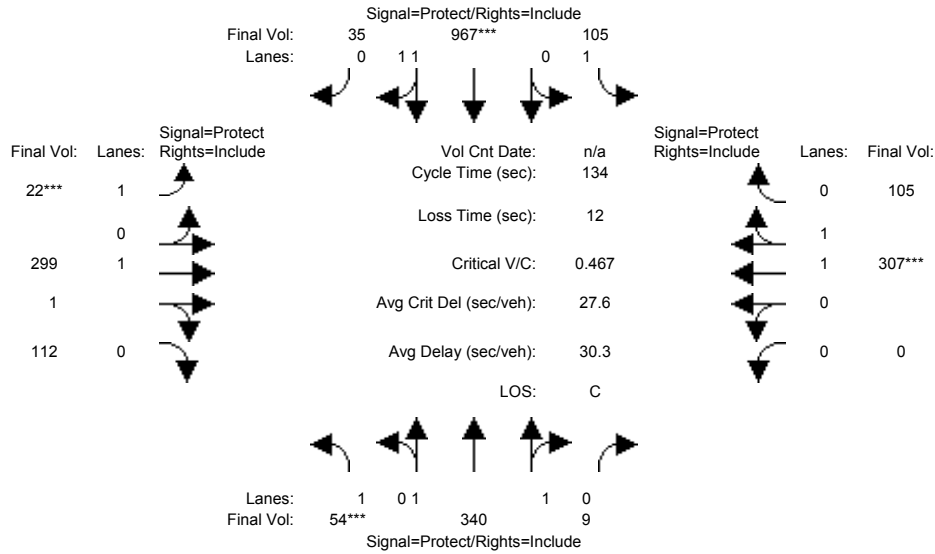 Signal=Protect/Rights=Include
Final Vol: 35 967*** 105
Lanes: 0 1 1 0 1
Signal=Protect
Final Vol: Lanes: Rights=Include
Vol Cnt Date: n/a
Signal=Protect
Rights=Include Lanes: Final Vol:
Cycle Time (sec): 134
22*** 1
0 105
Loss Time (sec): 12
0
1
299 1
Critical V/C: 0.467
1 307***
1
Avg Crit Del (sec/veh): 27.6
0
112 0
Avg Delay (sec/veh): 30.3
0 0
LOS: C
Lanes: 1 0 1 1 0
Final Vol: 54*** 340 9
Signal=Protect/Rights=Include